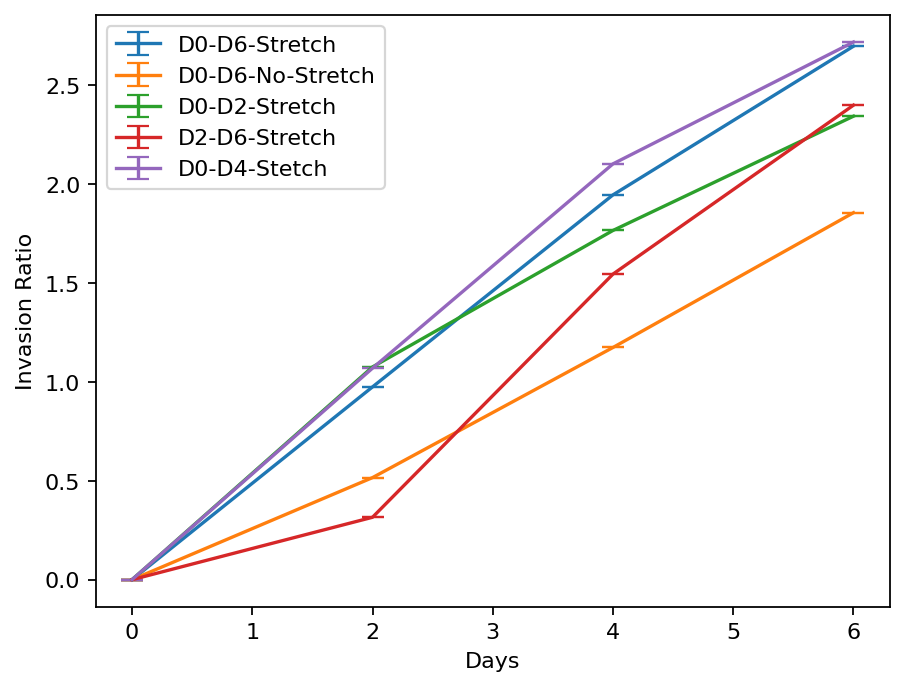 D0-D6-Stretch
D0-D6-No-Stretch
D0-D2-Stretch
D2-D6-Stretch
D0-D4-Stetch
2.5
2.0
1.5
1.0
0.5
0.0
Invasion Ratio
0 1 2 3 4 5 6
Days